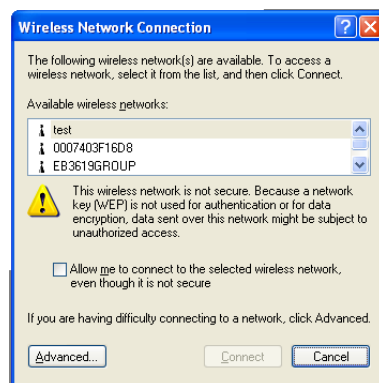 Wireless Network Connection
The following wireless network(s) are available. To access a
wireless network, select it from the list, and then click Connect.
Available wireless networks:
test
0007403F16D8
EB3619GROUP
This wireless network is not secure. Because a network
key (WEP) is not used for authentication or for data
encryption, data sent over this network might be subject to
unauthorized access.
Allow me to connect to the selected wireless network,
even though it is not secure
If you are having difficulty connecting to a network, click Advanced.
Advanced... Connect Cancel